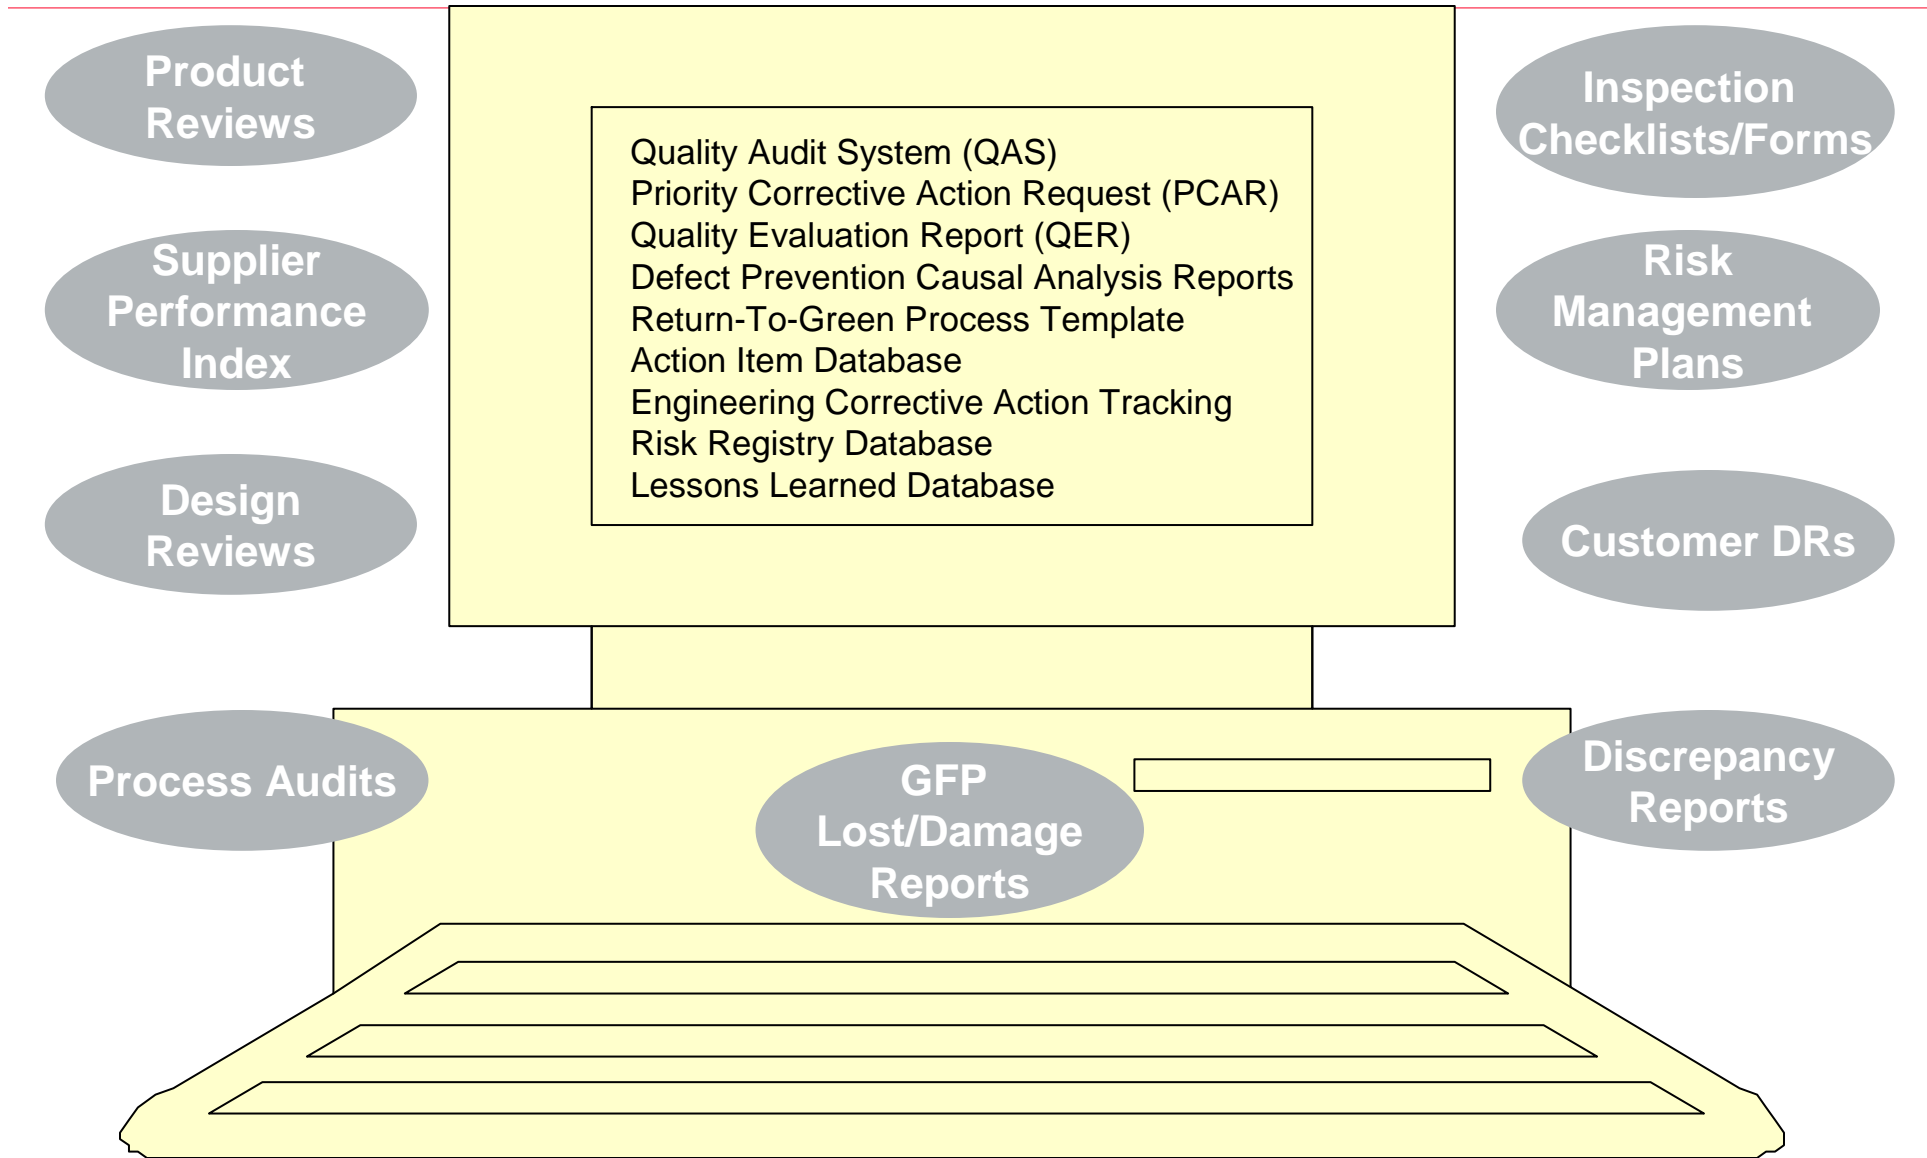 Product
Reviews
Supplier
Performance
Index
Design
Reviews
Process Audits
Quality Audit System (QAS)
Priority Corrective Action Request (PCAR)
Quality Evaluation Report (QER)
Defect Prevention Causal Analysis Reports
Return-To-Green Process Template
Action Item Database
Engineering Corrective Action Tracking
Risk Registry Database
Lessons Learned Database
GFP
Lost/Damage
Reports
Inspection
Checklists/Forms
Risk
Management
Plans
Customer DRs
Discrepancy
Reports